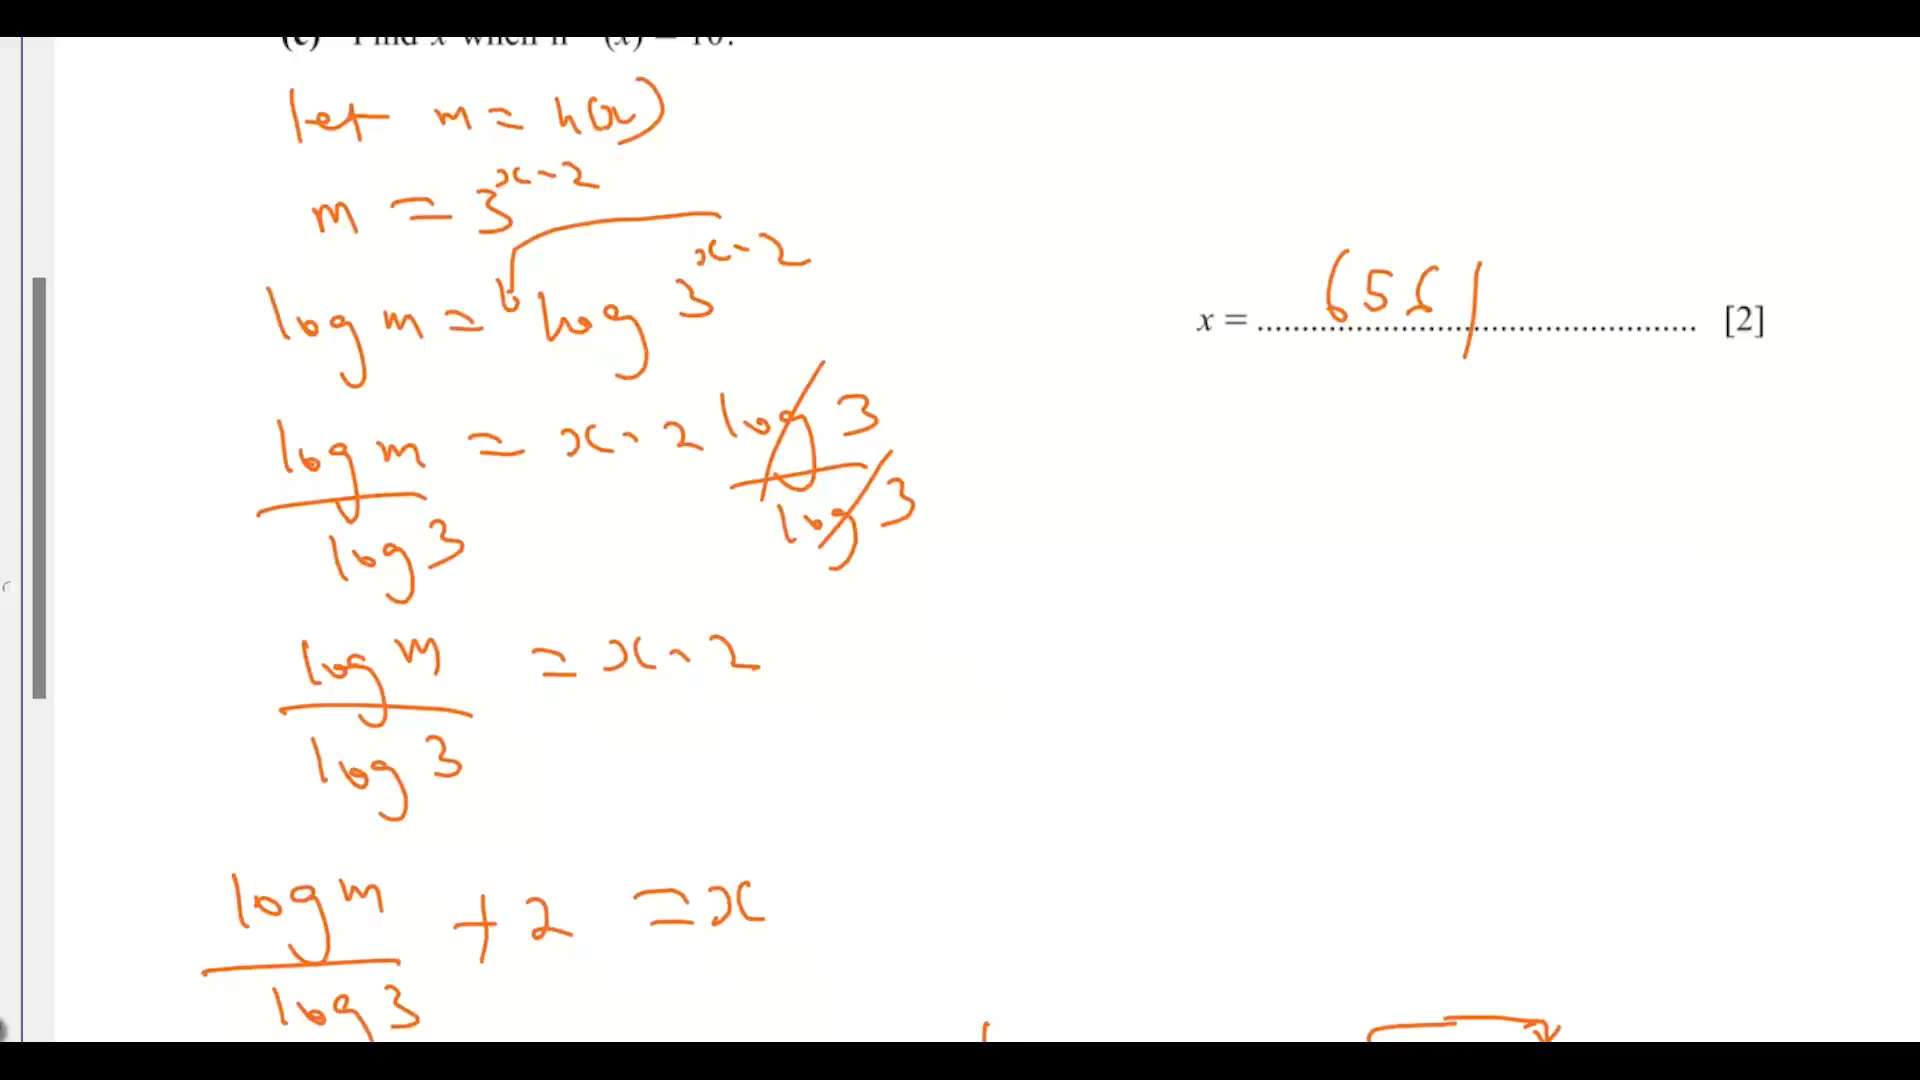 let m = h(x)
m = 3^{x-2}
log m = log 3^{x-2}
x = 6561 [2]
log m / log 3 = x - 2 log 3 / log 3
log m / log 3 = x - 2
log m / log 3 + 2 = x